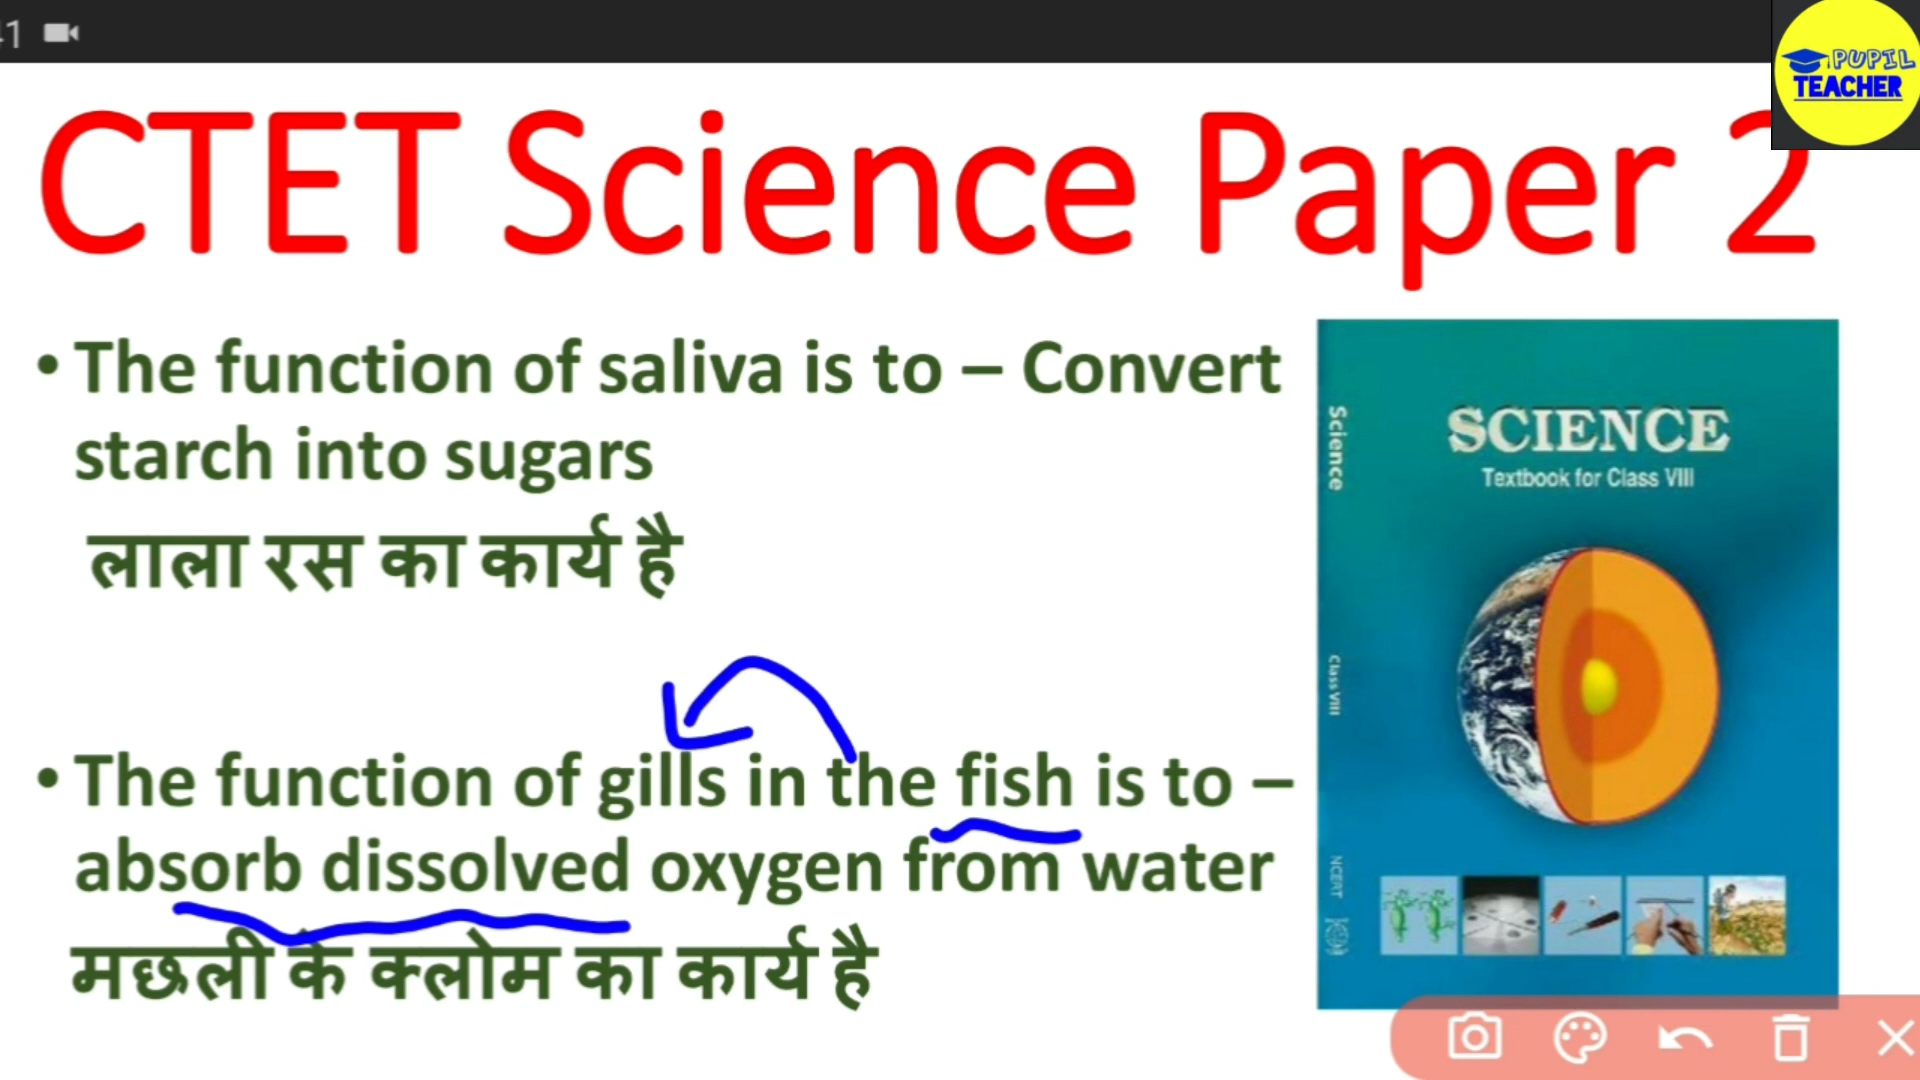 41
PUPIL
TEACHER
CTET Science Paper 2
• The function of saliva is to – Convert
starch into sugars
लाला रस का कार्य है
• The function of gills in the fish is to –
absorb dissolved oxygen from water
मछली के क्लोम का कार्य है
SCIENCE
Textbook for Class VIII
Science
Class VIII
NCERT